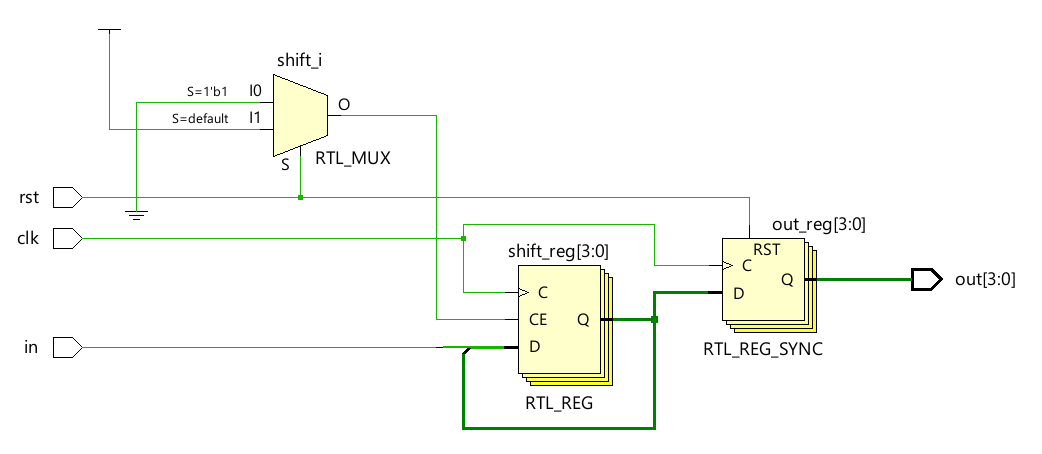 shift_i
S=1'b1
I0
O
S=default
I1
S
RTL_MUX
rst
clk
out_reg[3:0]
RST
C
Q
D
RTL_REG_SYNC
out[3:0]
shift_reg[3:0]
C
CE
Q
D
RTL_REG
in